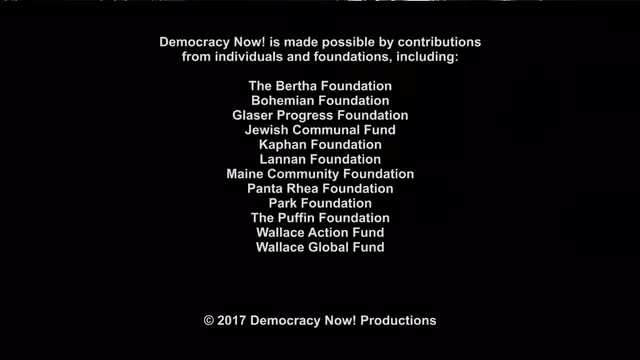 Democracy Now! is made possible by contributions
from individuals and foundations, including:
The Bertha Foundation
Bohemian Foundation
Glaser Progress Foundation
Jewish Communal Fund
Kaphan Foundation
Lannan Foundation
Maine Community Foundation
Panta Rhea Foundation
Park Foundation
The Puffin Foundation
Wallace Action Fund
Wallace Global Fund
© 2017 Democracy Now! Productions